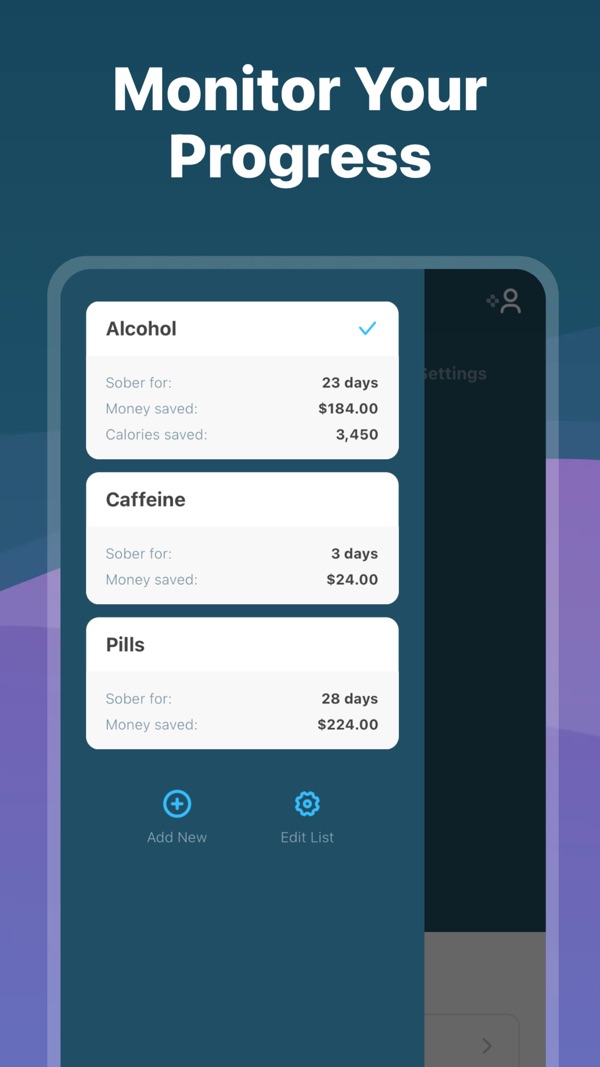 Monitor Your
Progress
Alcohol
Sober for: 23 days
Money saved: $184.00
Calories saved: 3,450
Settings
Caffeine
Sober for: 3 days
Money saved: $24.00
Pills
Sober for: 28 days
Money saved: $224.00
Add New Edit List